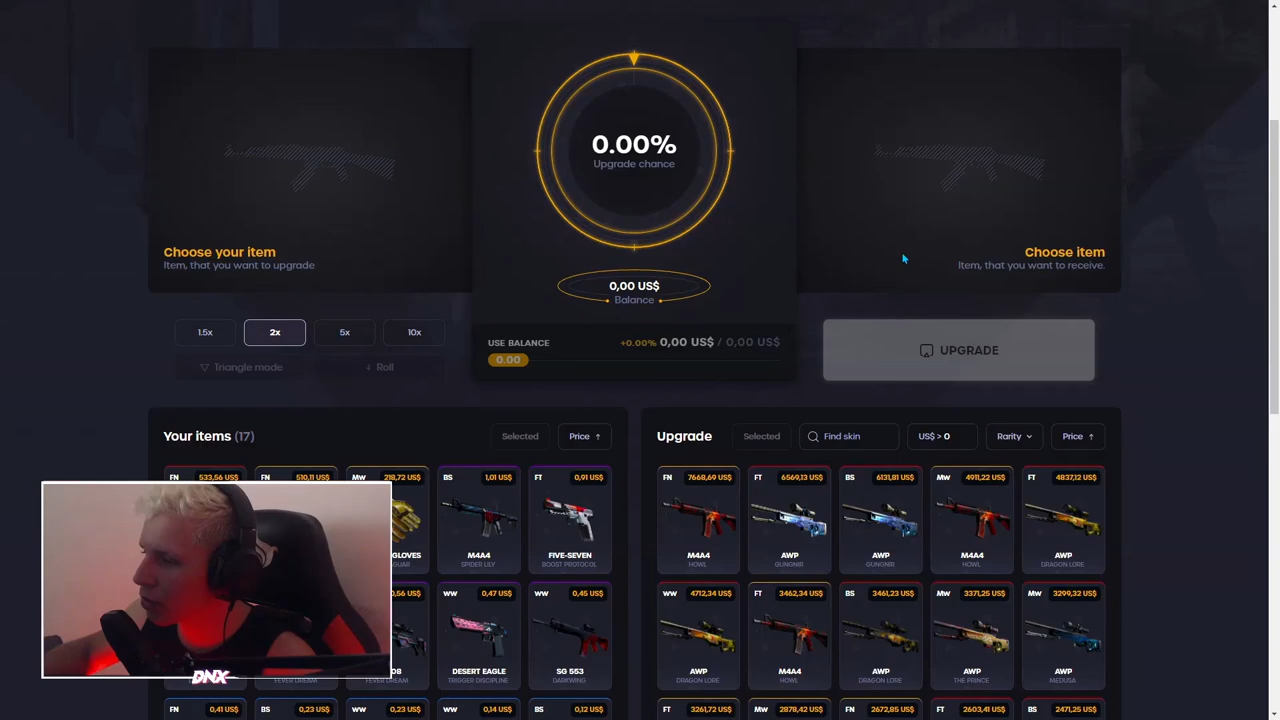 0.00%
Upgrade chance
Choose your item
Item, that you want to upgrade
Choose item
Item, that you want to receive.
0,00 US$
Balance
1.5x
2x
5x
10x
Triangle mode
Roll
USE BALANCE
+0.00% 0,00 US$ / 0,00 US$
0.00
UPGRADE
Your items (17)
Selected
Price ↑
Upgrade
Selected
Find skin
US$ > 0
Rarity
Price ↑
FN 533,56 US$
FN 510,11 US$
MW 218,72 US$
GLOVES
BS 1,01 US$
M4A4
SPIDER LILY
FT 0,91 US$
FIVE-SEVEN
BOOST PROTOCOL
FN 7668,69 US$
M4A4
HOWL
FT 6569,13 US$
AWP
GUNGNIR
BS 6131,81 US$
AWP
GUNGNIR
MW 4911,22 US$
M4A4
HOWL
FT 4837,12 US$
AWP
DRAGON LORE
FEVER DREAM
FEVER DREAM
WW 0,47 US$
DESERT EAGLE
TRIGGER DISCIPLINE
WW 0,45 US$
SG 553
DARKWING
WW 4712,34 US$
AWP
DRAGON LORE
FT 3462,34 US$
M4A4
HOWL
BS 3461,23 US$
AWP
DRAGON LORE
MW 3371,25 US$
AWP
THE PRINCE
MW 3299,32 US$
AWP
MEDUSA
DNX
FN 0,41 US$
BS 0,23 US$
WW 0,23 US$
WW 0,14 US$
BS 0,12 US$
FT 3261,72 US$
MW 2878,42 US$
FN 2672,85 US$
FT 2603,41 US$
BS 2471,25 US$